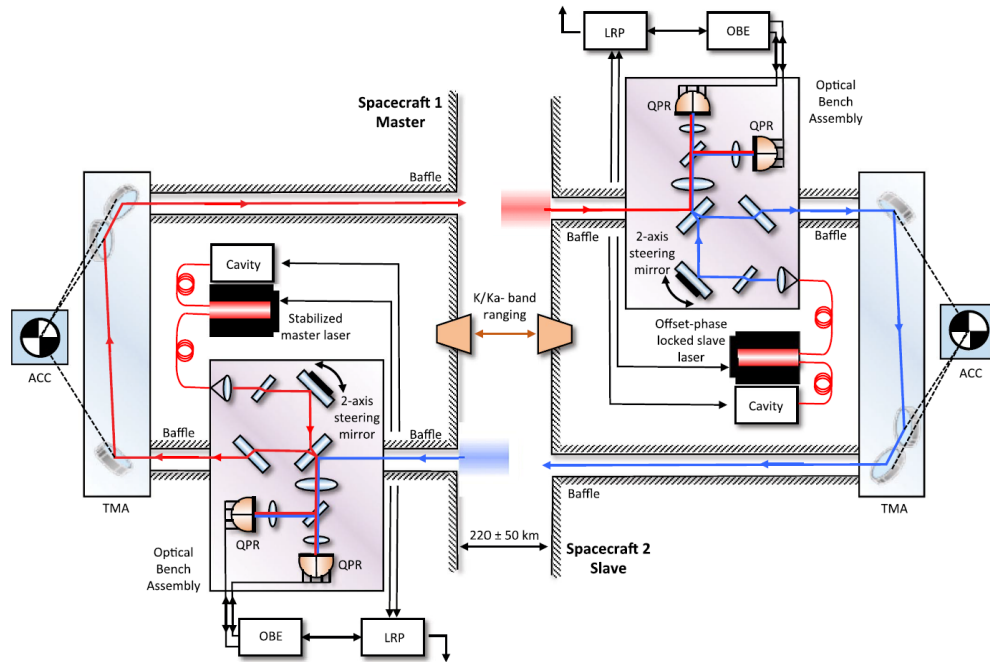 LRP
OBE
Optical
Bench
Assembly
QPR
QPR
Spacecraft 1
Master
Baffle
2-axis
steering
mirror
Baffle
Baffle
Cavity
Stabilized
master laser
K/Ka- band
ranging
Offset-phase
locked slave
laser
Cavity
ACC
ACC
2-axis
steering
mirror
Baffle
Baffle
Baffle
TMA
TMA
QPR
QPR
220 ± 50 km
Spacecraft 2
Slave
Optical
Bench
Assembly
OBE
LRP